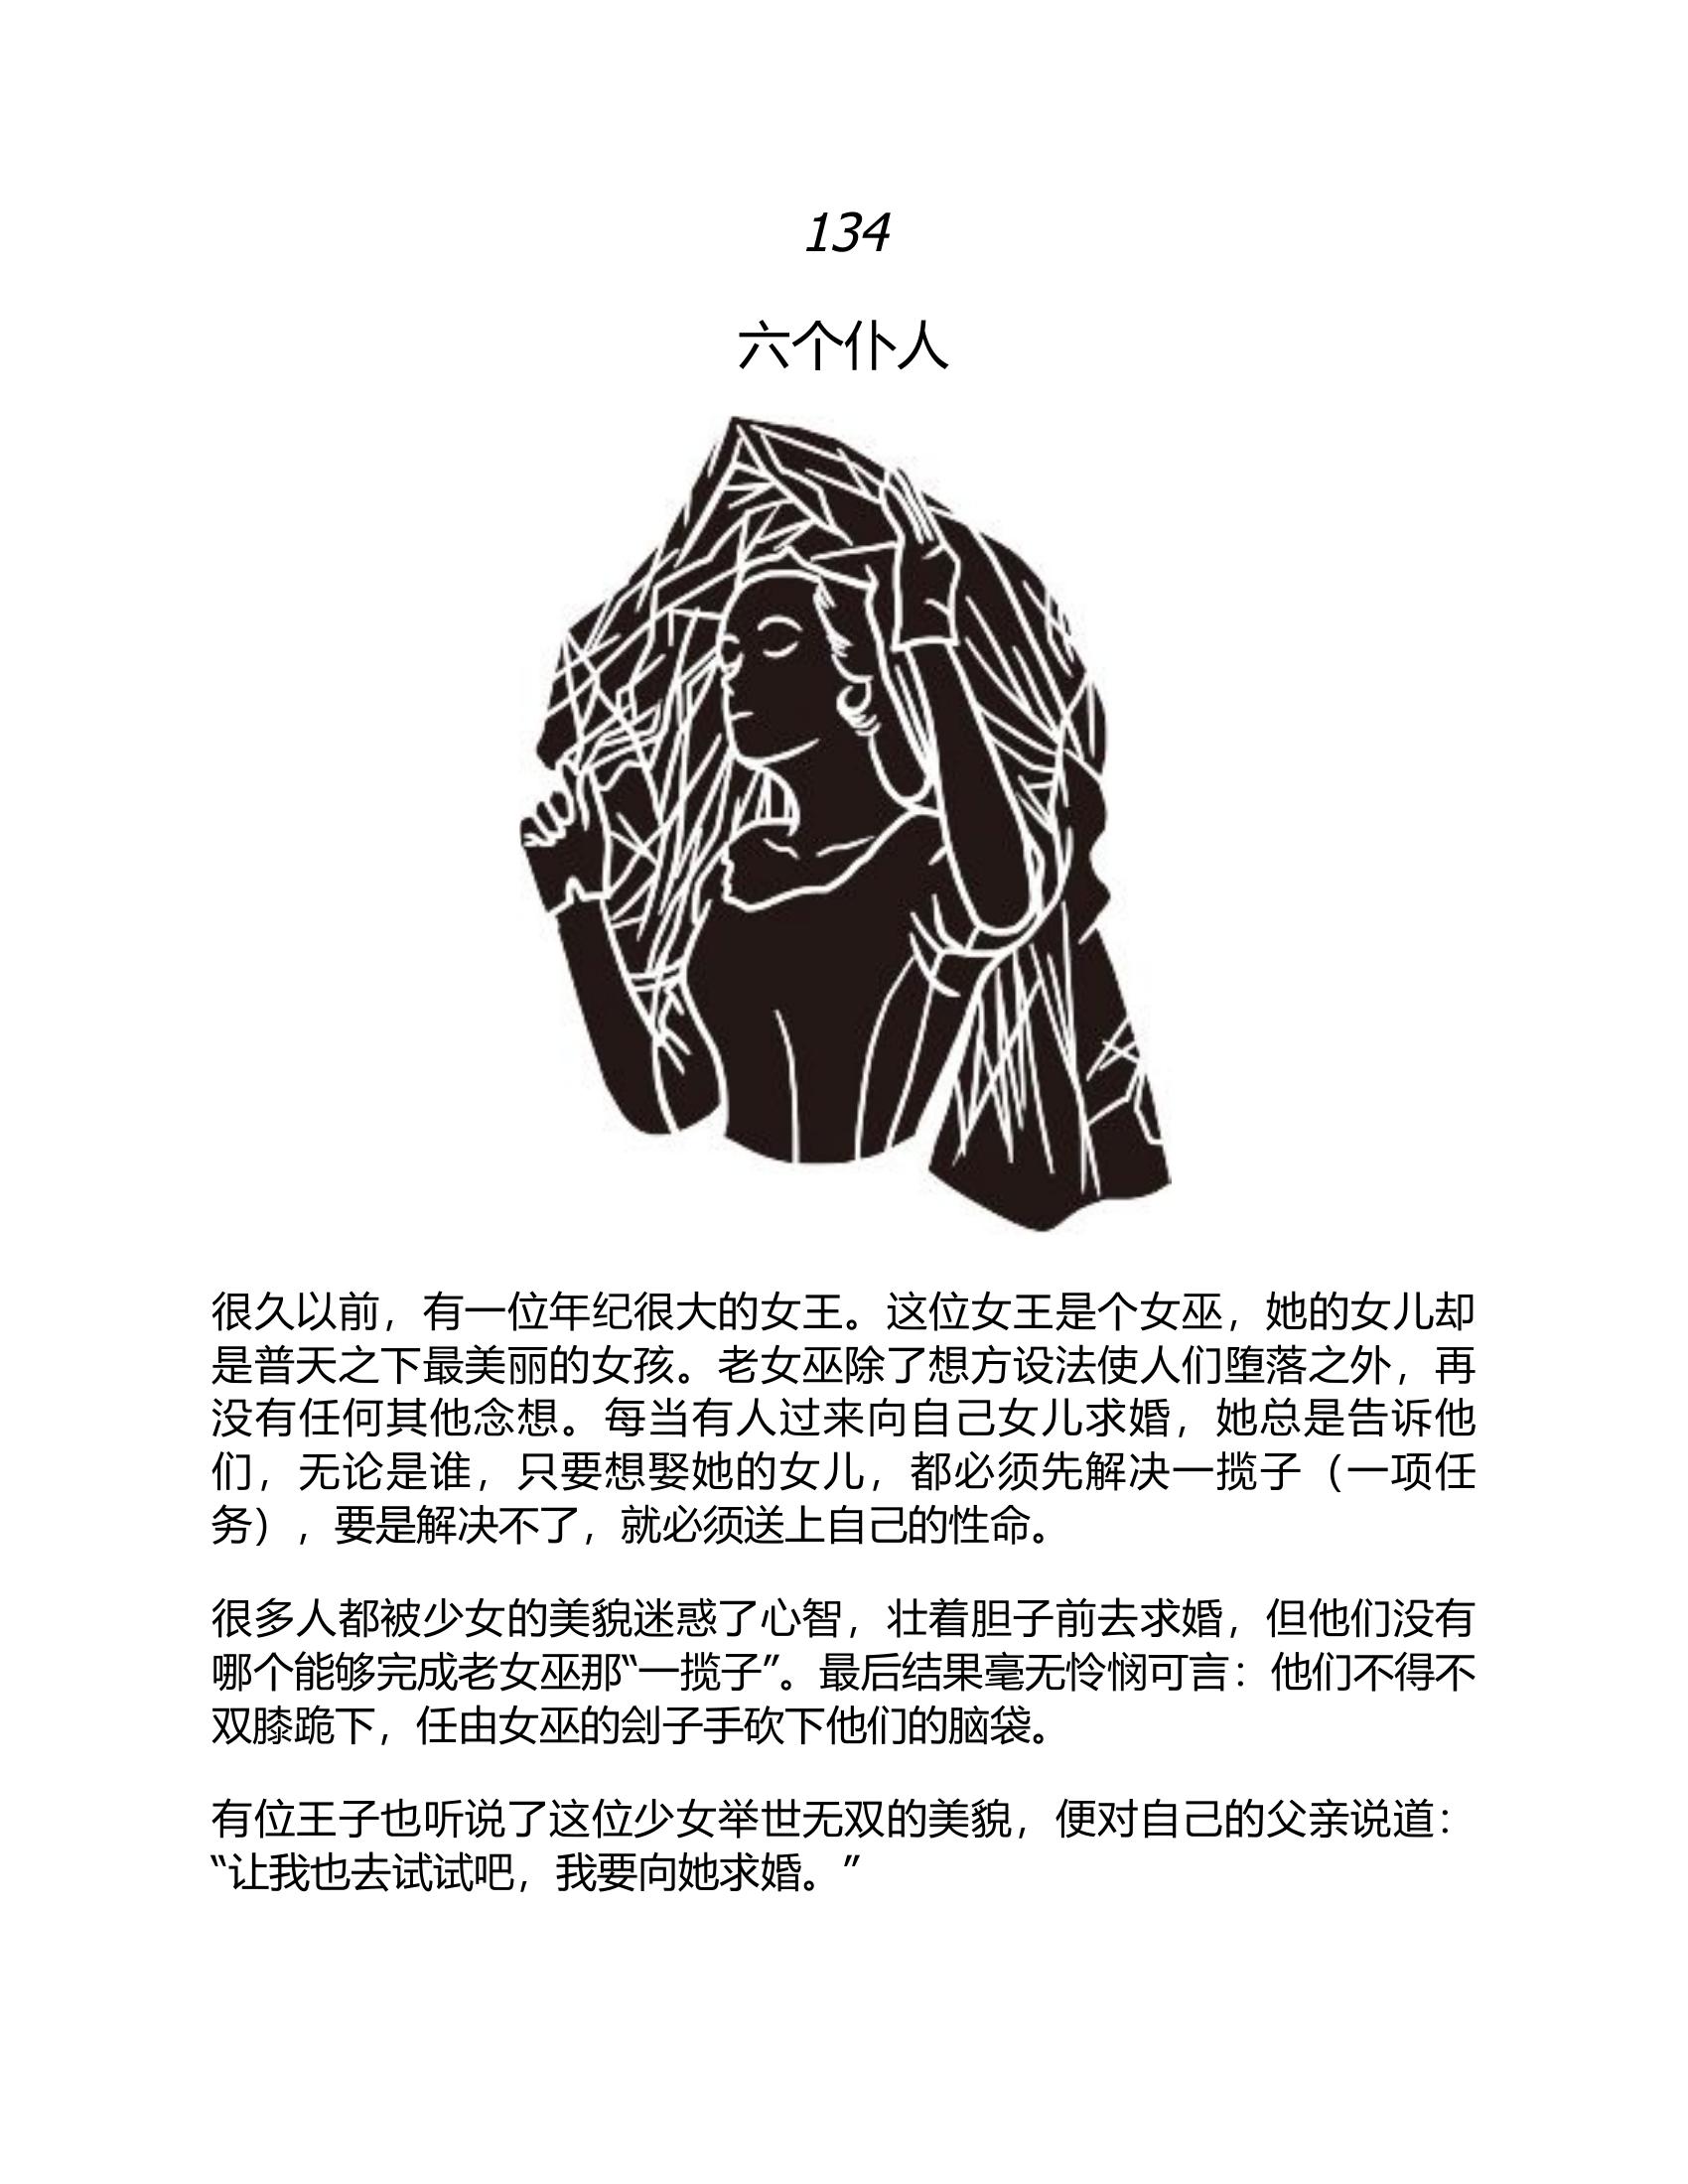 134
六个仆人
很久以前，有一位年纪很大的女王。这位女王是个女巫，她的女儿却
是普天之下最美丽的女孩。老女巫除了想方设法使人们堕落之外，再
没有任何其他念想。每当有人过来向自己女儿求婚，她总是告诉他
们，无论是谁，只要想娶她的女儿，都必须先解决一揽子（一项任
务），要是解决不了，就必须送上自己的性命。
很多人都被少女的美貌迷惑了心智，壮着胆子前去求婚，但他们没有
哪个能够完成老女巫那“一揽子”。最后结果毫无怜悯可言：他们不得不
双膝跪下，任由女巫的刽子手砍下他们的脑袋。
有位王子也听说了这位少女举世无双的美貌，便对自己的父亲说道：
“让我也去试试吧，我要向她求婚。”